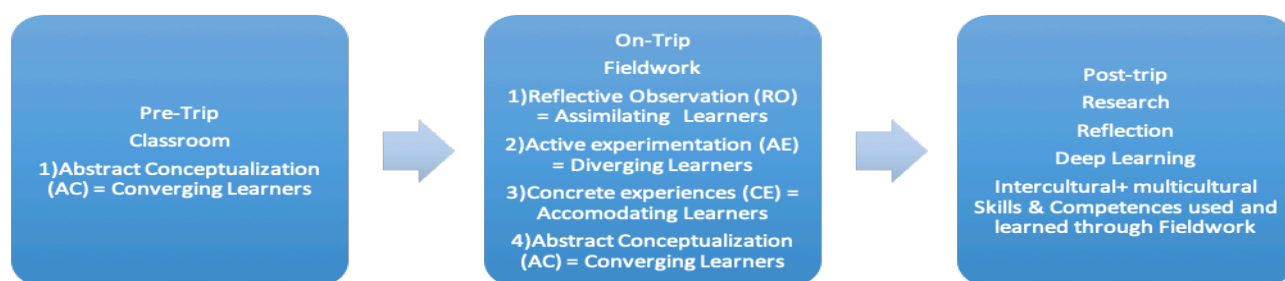 Pre-Trip
Classroom
1)Abstract Conceptualization
(AC) = Converging Learners
On-Trip
Fieldwork
1)Reflective Observation (RO)
= Assimilating Learners
2)Active experimentation (AE)
= Diverging Learners
3)Concrete experiences (CE) =
Accomodating Learners
4)Abstract Conceptualization
(AC) = Converging Learners
Post-trip
Research
Reflection
Deep Learning
Intercultural+ multicultural
Skills & Competences used and
learned through Fieldwork